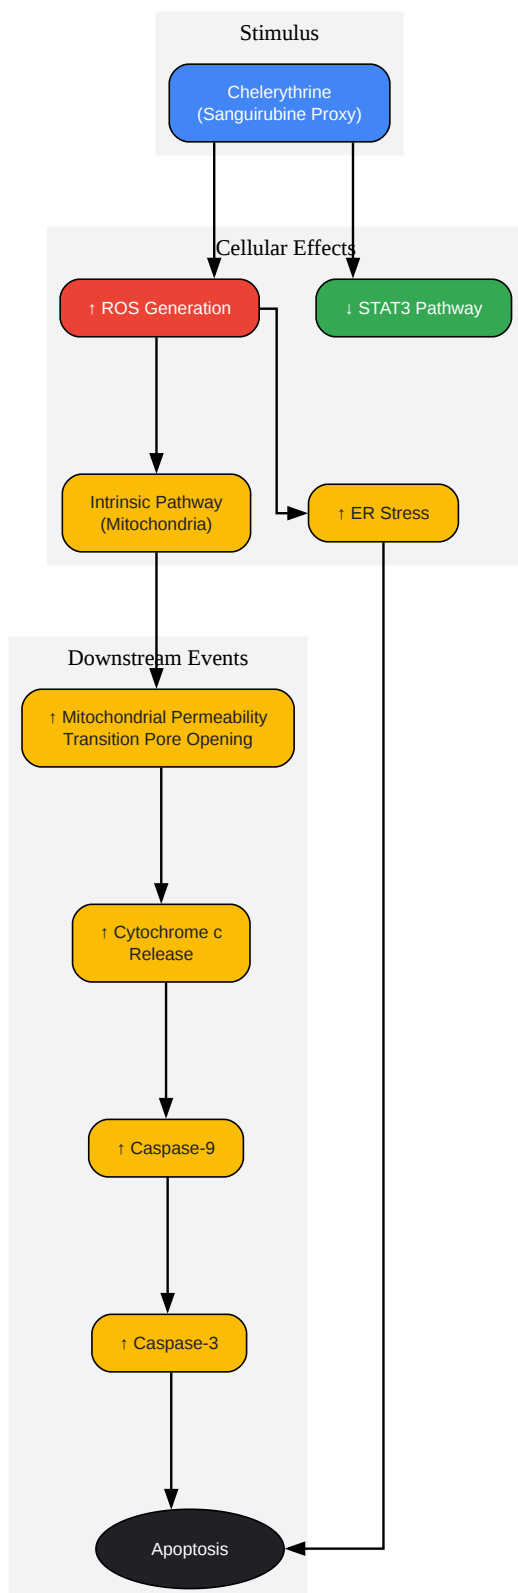 Stimulus
Chelerythrine
(Sanguirubine Proxy)
Cellular Effects
↑ ROS Generation
↓ STAT3 Pathway
Intrinsic Pathway
(Mitochondria)
↑ ER Stress
Downstream Events
↑ Mitochondrial Permeability
Transition Pore Opening
↑ Cytochrome c
Release
↑ Caspase-9
↑ Caspase-3
Apoptosis